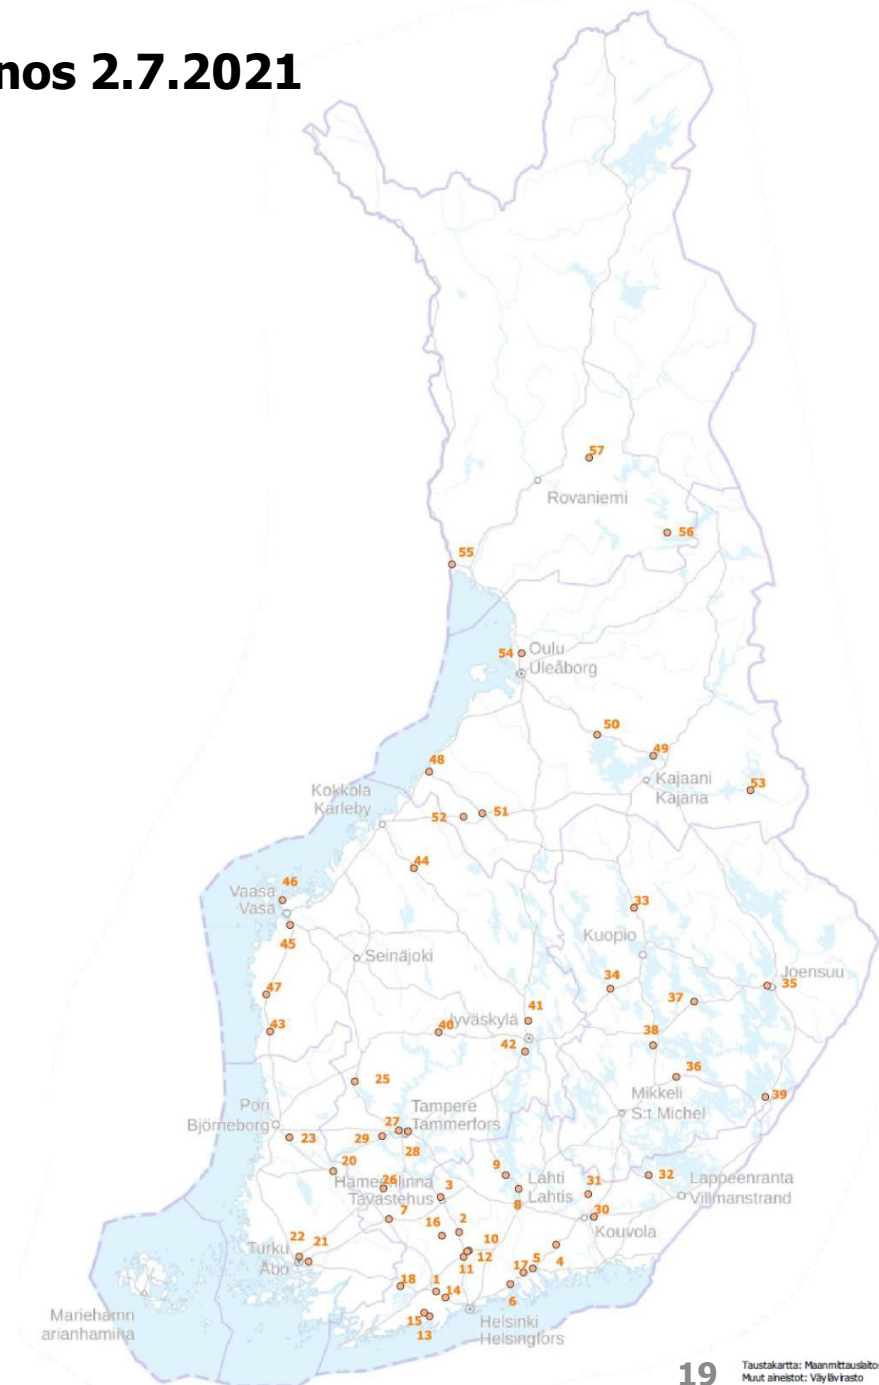 nos 2.7.2021
57
Rovaniemi
56
55
54 Oulu
Uleåborg
50
49
48
Kajaani
Kajana
53
Kokkola
Karleby
52
51
44
46
Vaasa
Vasa
33
45
Kuopio
Seinäjoki
Joensuu
34
35
47
37
41
40 Jyväskylä
43
38
42
36
25
Mikkeli
S:t Michel
39
Pori
Björneborg
27 Tampere
Tammerfors
23
29
28
20
9
32
26
Hämeenlinna
Tavastehus
3
Lahti
Lahtis
31
Lappeenranta
Villmanstrand
8
7
30
2
16
Kouvola
22
21
10
Turku
Åbo
12
4
11
17
5
18
1
14
6
15
Mariehamn
arianhamina
13
Helsinki
Helsingfors
19
Taustakartta: Maanmittauslaitos
Muut aineistot: Väylävirasto